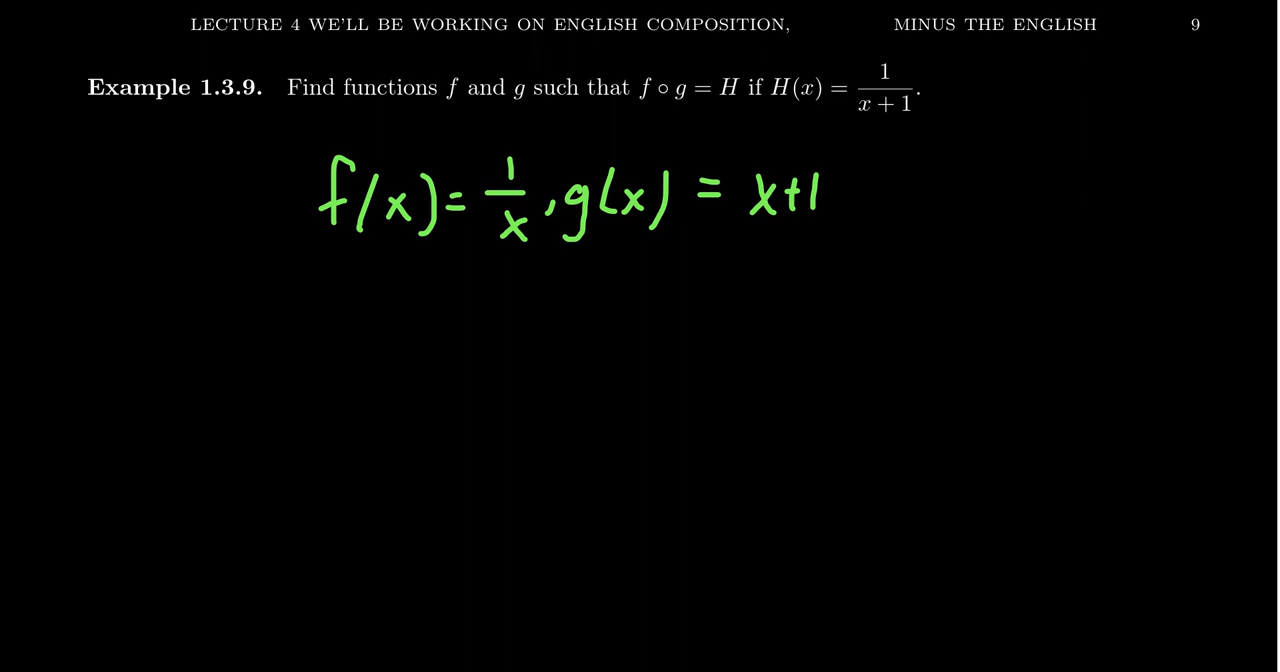 LECTURE 4 WE'LL BE WORKING ON ENGLISH COMPOSITION, MINUS THE ENGLISH 9
Example 1.3.9. Find functions f and g such that f ∘ g = H if H(x) = 1/(x + 1).
f(x) = 1/x, g(x) = x+1